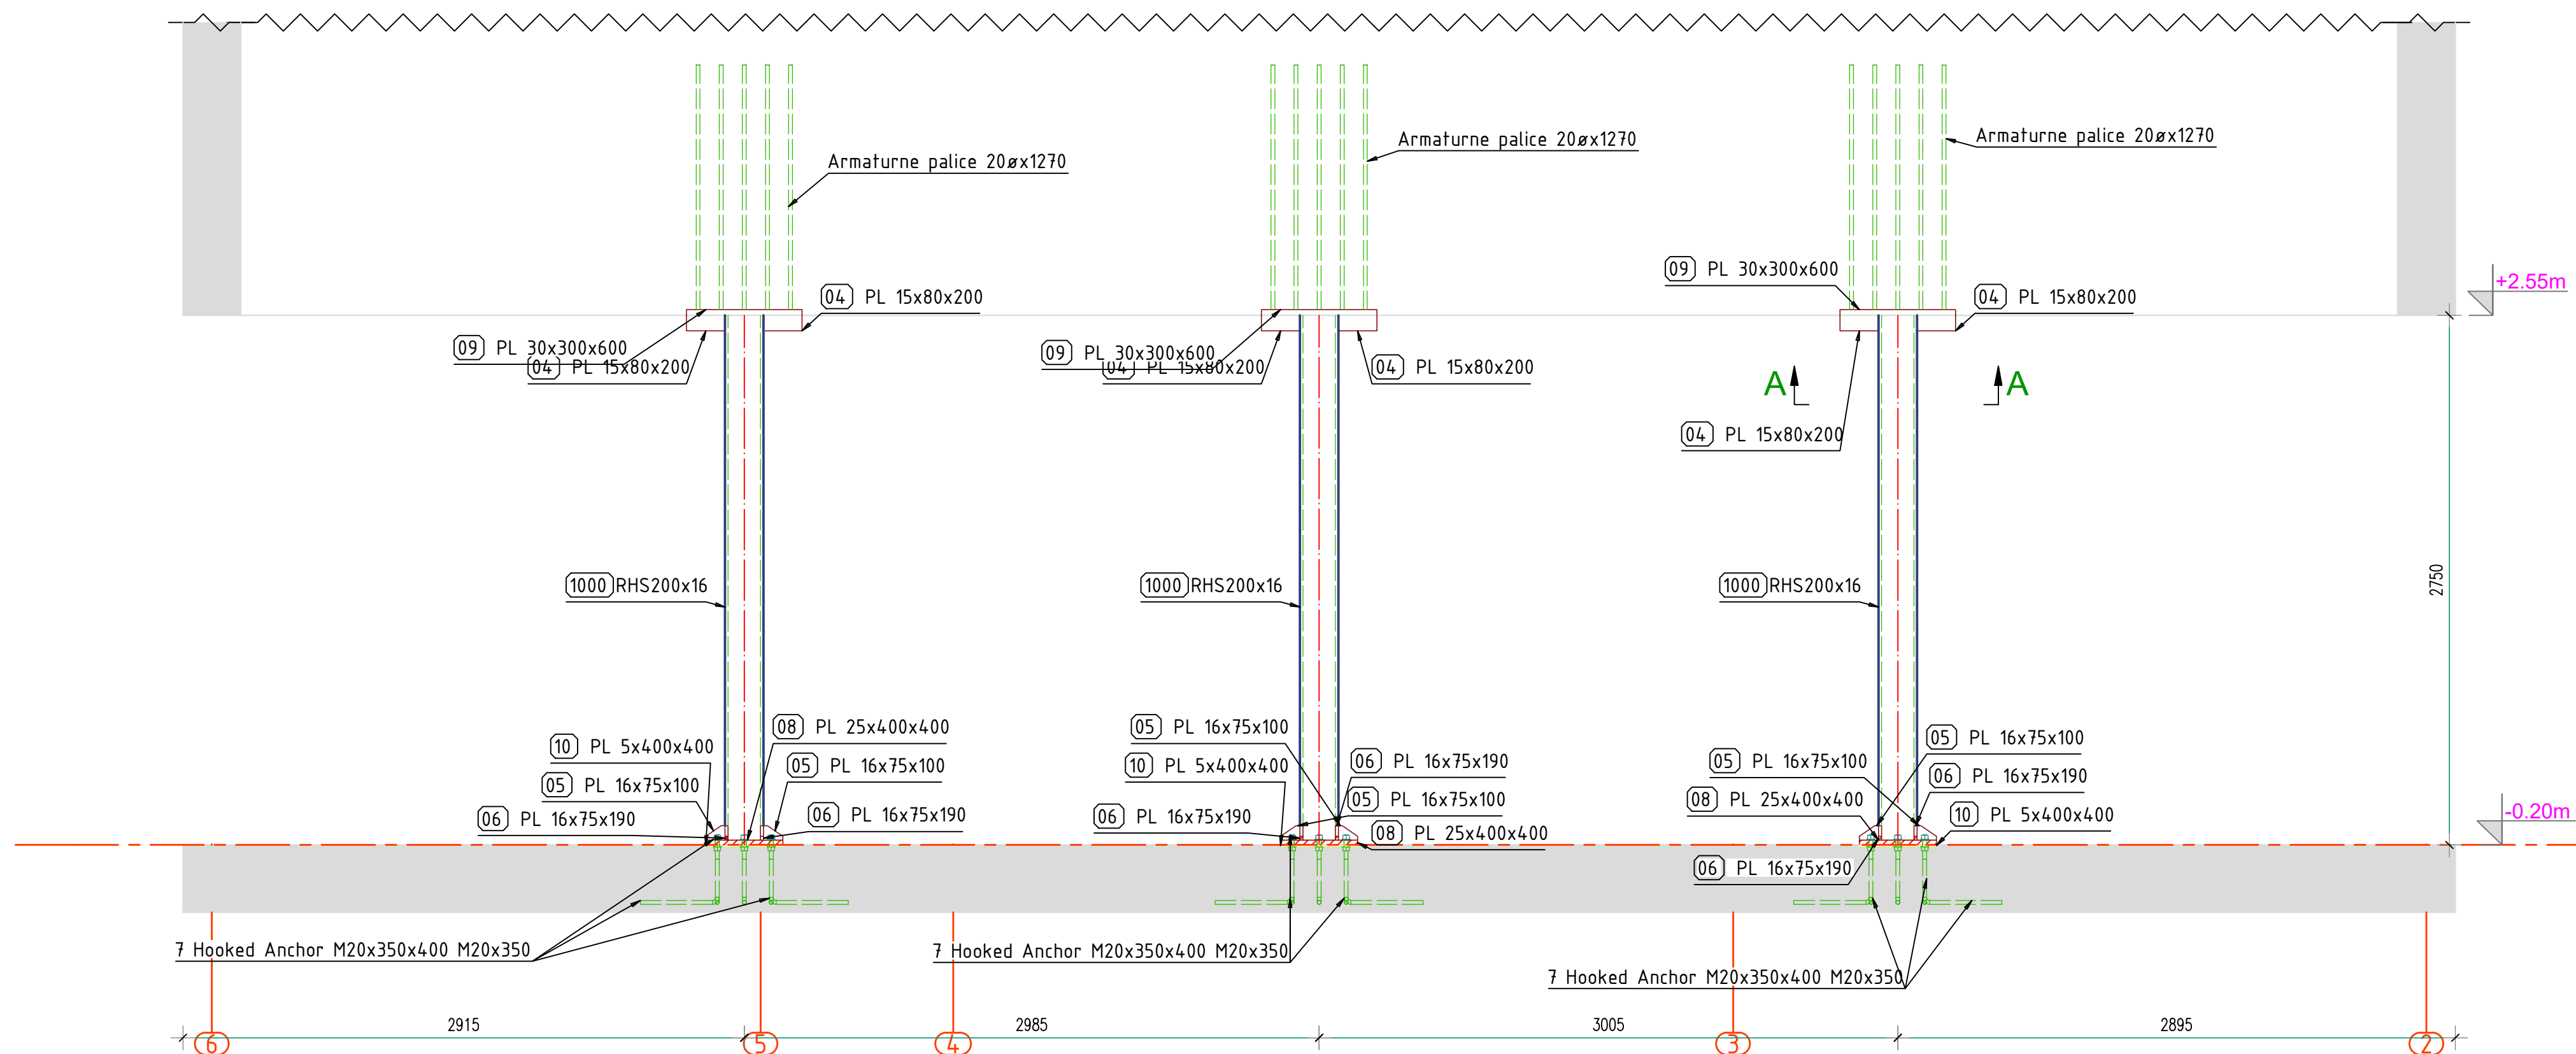 Armaturne palice 20øx1270
Armaturne palice 20øx1270
Armaturne palice 20øx1270
09 PL 30x300x600
+2.55m
04 PL 15x80x200
04 PL 15x80x200
09 PL 30x300x600
04 PL 15x80x200
09 PL 30x300x600
04 PL 15x80x200
04 PL 15x80x200
A
A
04 PL 15x80x200
1000 RHS200x16
1000 RHS200x16
1000 RHS200x16
2750
08 PL 25x400x400
05 PL 16x75x100
05 PL 16x75x100
10 PL 5x400x400
05 PL 16x75x100
10 PL 5x400x400
06 PL 16x75x190
05 PL 16x75x100
06 PL 16x75x190
05 PL 16x75x100
05 PL 16x75x100
08 PL 25x400x400
06 PL 16x75x190
06 PL 16x75x190
06 PL 16x75x190
10 PL 5x400x400
-0.20m
08 PL 25x400x400
06 PL 16x75x190
7 Hooked Anchor M20x350x400 M20x350
7 Hooked Anchor M20x350x400 M20x350
7 Hooked Anchor M20x350x400 M20x350
2915
2985
3005
2895
6
5
4
3
2